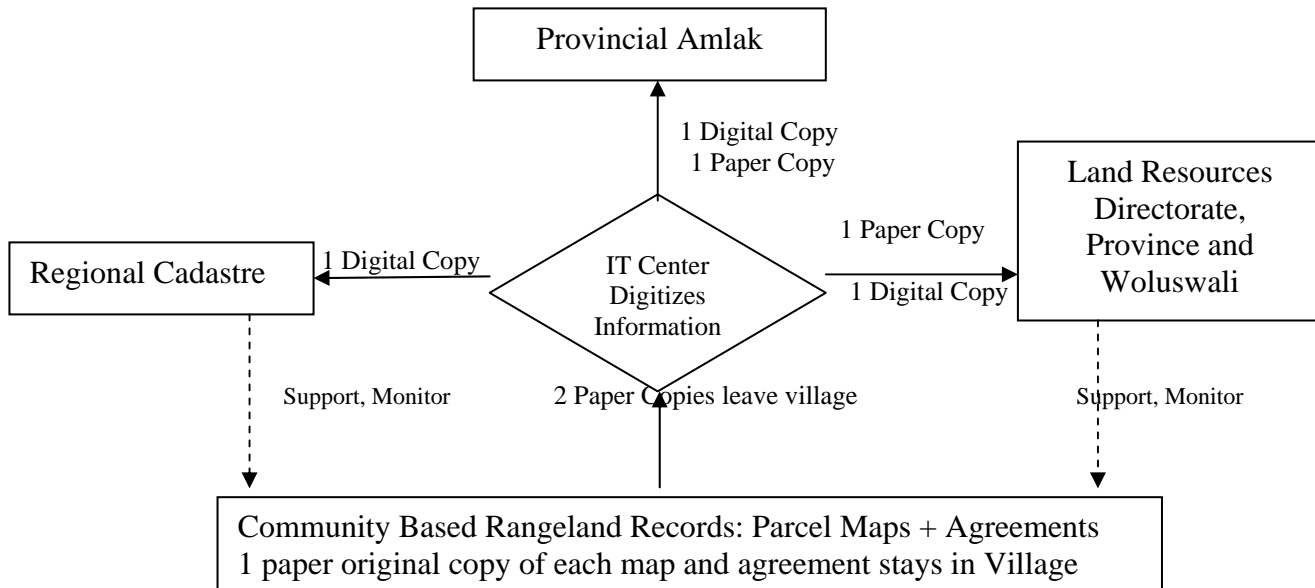 Provincial Amlak
1 Digital Copy
1 Paper Copy
Land Resources
Directorate,
Province and
Woluswali
Regional Cadastre
1 Digital Copy
IT Center
Digitizes
Information
1 Paper Copy
1 Digital Copy
Support, Monitor
2 Paper Copies leave village
Support, Monitor
Community Based Rangeland Records: Parcel Maps + Agreements
1 paper original copy of each map and agreement stays in Village